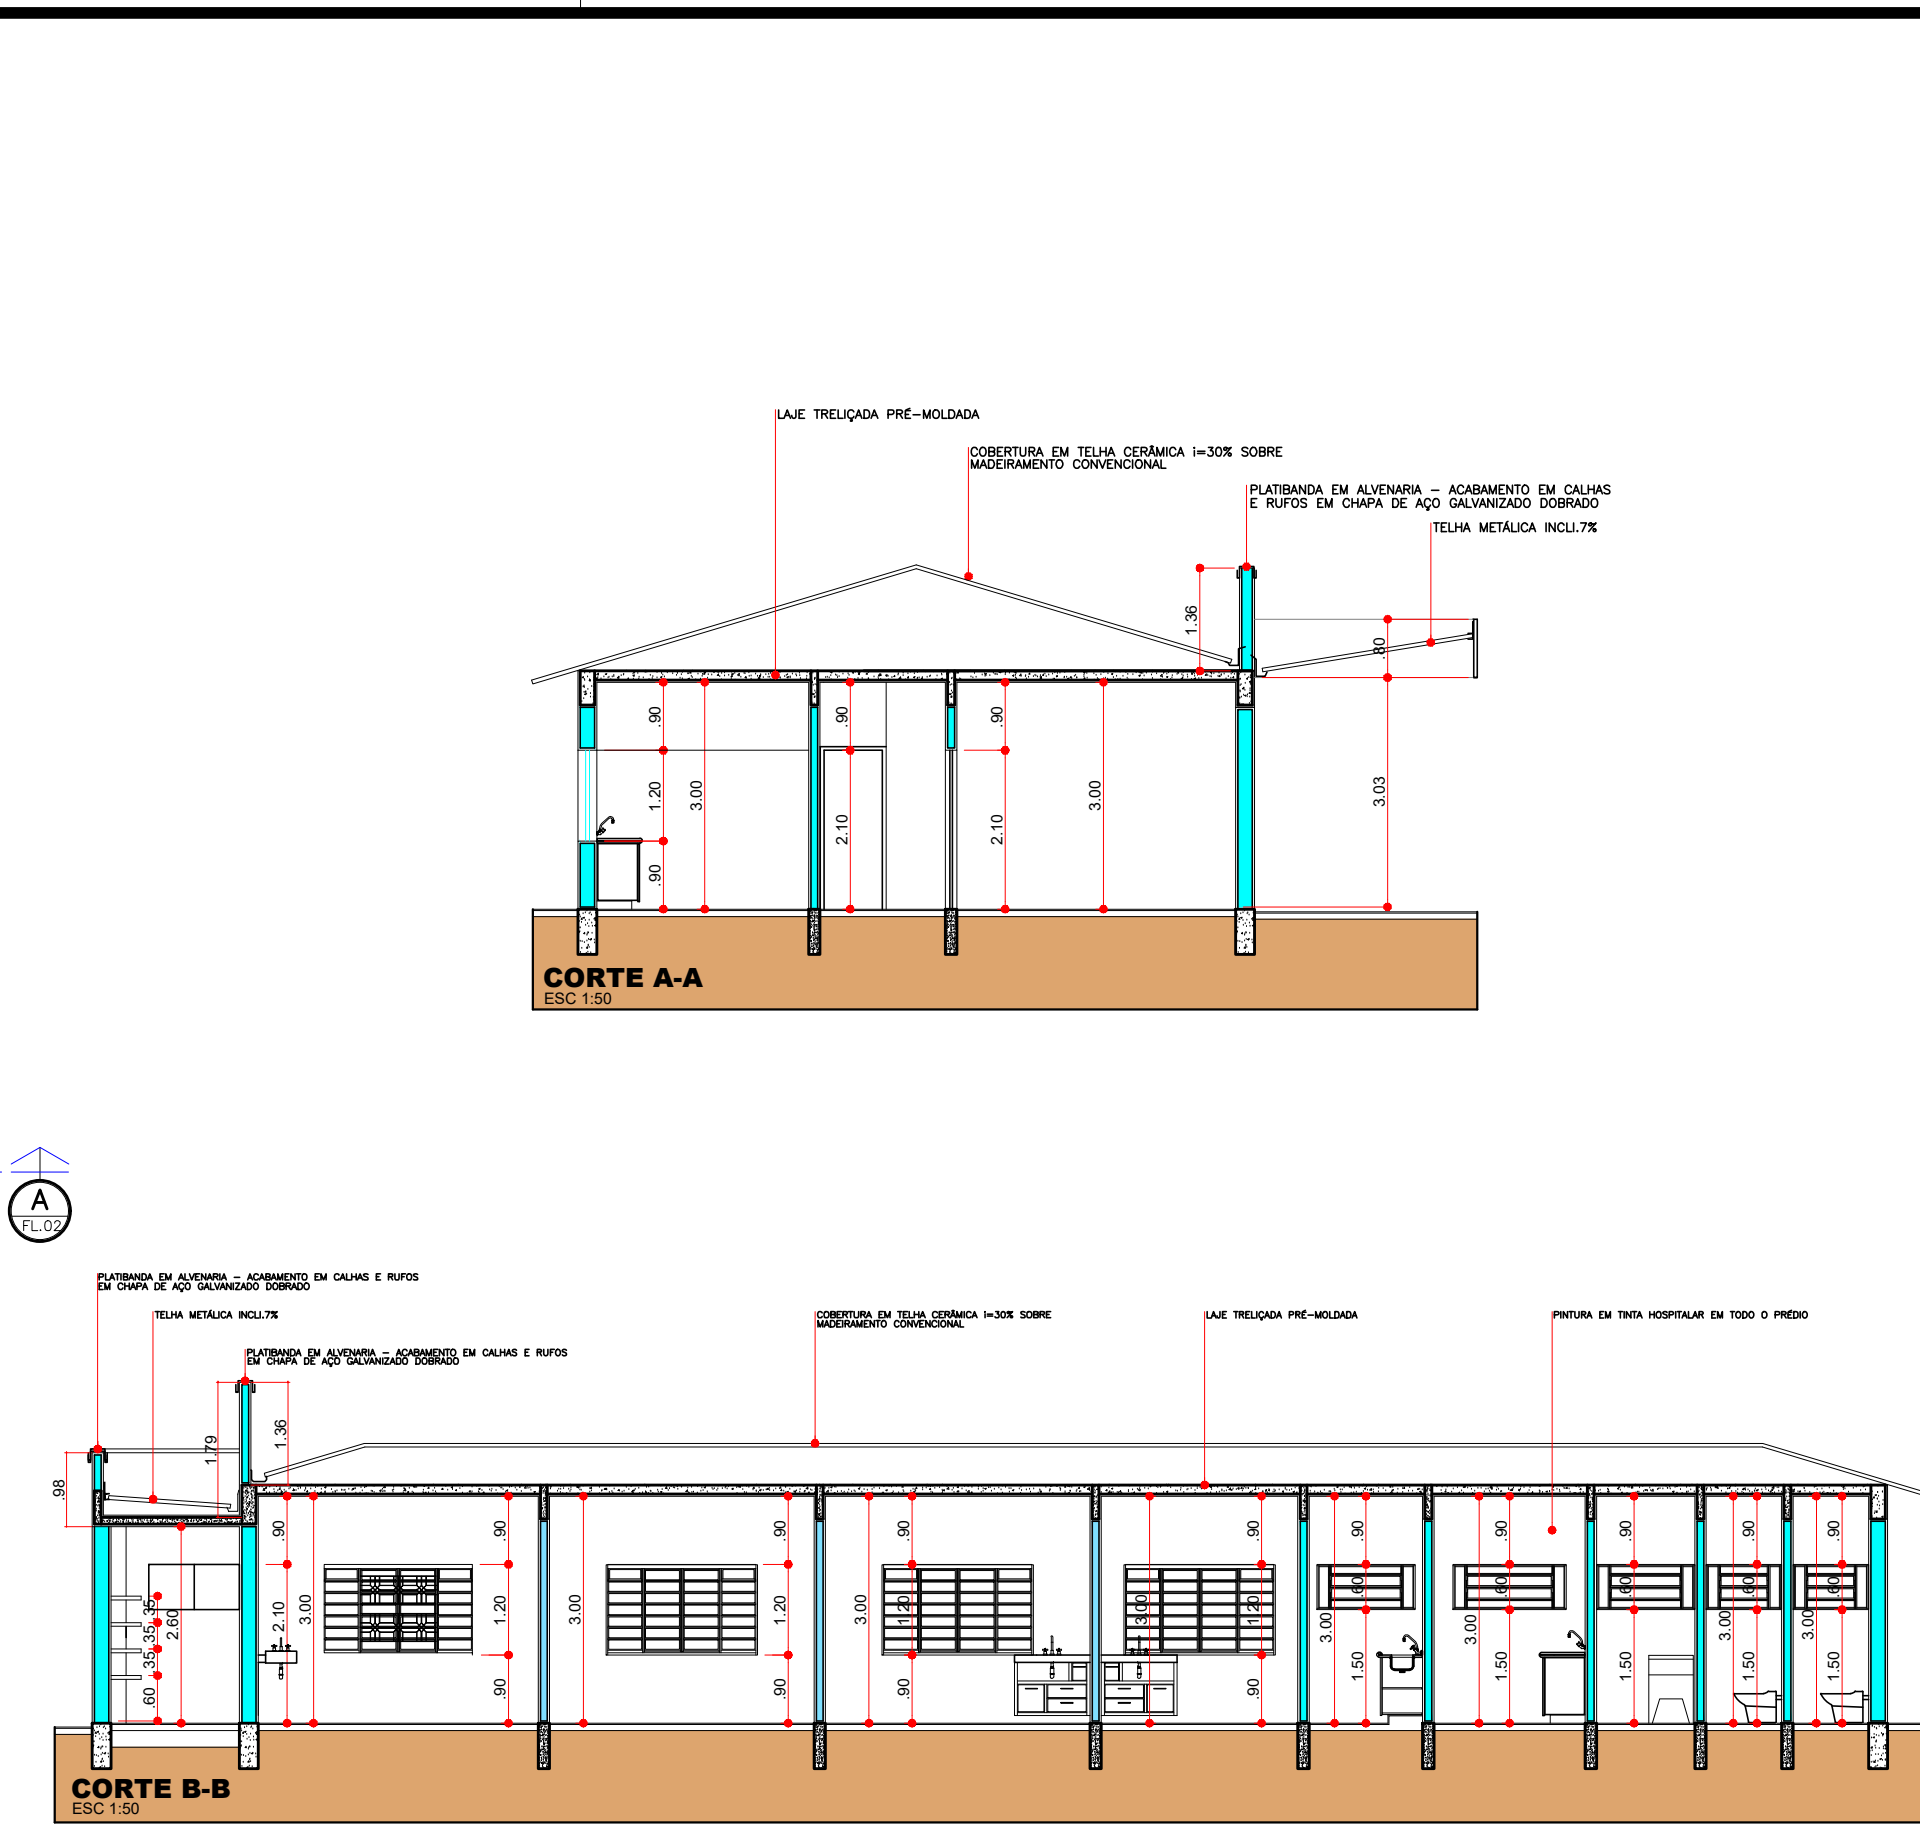 LAJE TRELIÇADA PRÉ-MOLDADA
COBERTURA EM TELHA CERÂMICA i=30% SOBRE
MADEIRAMENTO CONVENCIONAL
PLATIBANDA EM ALVENARIA - ACABAMENTO EM CALHAS
E RUFOS EM CHAPA DE AÇO GALVANIZADO DOBRADO
TELHA METÁLICA INCLI.7%
1.36
.80
.90
.90
.90
1.20
3.00
2.10
2.10
3.00
3.03
.90
CORTE A-A
ESC 1:50
A
FL.02
PLATIBANDA EM ALVENARIA - ACABAMENTO EM CALHAS E RUFOS
EM CHAPA DE AÇO GALVANIZADO DOBRADO
TELHA METÁLICA INCLI.7%
COBERTURA EM TELHA CERÂMICA i=30% SOBRE
MADEIRAMENTO CONVENCIONAL
LAJE TRELIÇADA PRÉ-MOLDADA
PINTURA EM TINTA HOSPITALAR EM TODO O PRÉDIO
PLATIBANDA EM ALVENARIA - ACABAMENTO EM CALHAS E RUFOS
EM CHAPA DE AÇO GALVANIZADO DOBRADO
1.79
1.36
.98
.90
.90
.90
.90
.90
.90
.90
.90
.90
.90
.35
.35
.35
.60
2.60
2.10
3.00
1.20
3.00
1.20
3.00
1.20
3.00
1.20
.60
.60
.60
.60
.60
3.00
3.00
3.00
3.00
.90
.90
.90
.90
1.50
1.50
1.50
1.50
1.50
CORTE B-B
ESC 1:50